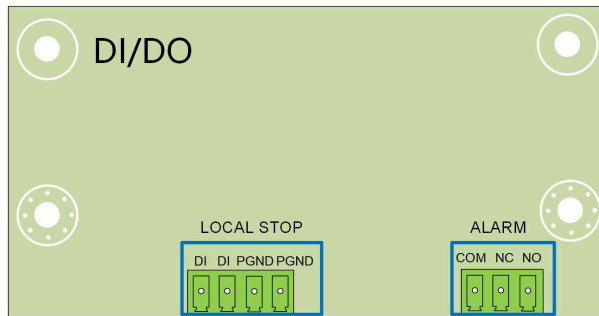 DI/DO
LOCAL STOP
ALARM
DI DI PGND PGND
COM NC NO